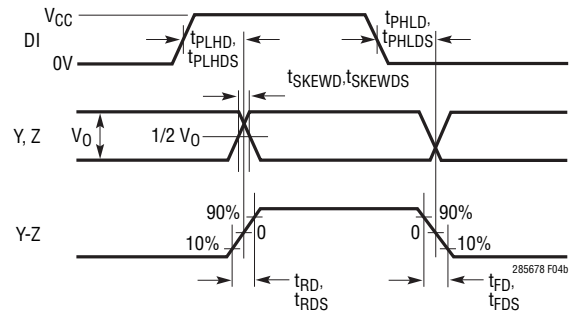 VCC
DI
0V
tPLHD,
tPLHDS
tPHLD,
tPHLDS
tSKEWD,tSKEWDS
Y, Z
VO
1/2 VO
Y-Z
90%
0
10%
90%
0
10%
285678 F04b
tRD,
tRDS
tFD,
tFDS